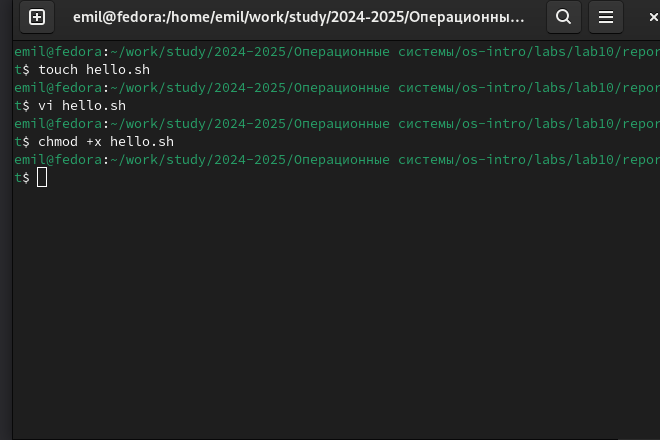 emil@fedora:/home/emil/work/study/2024-2025/Операционны...
emil@fedora:~/work/study/2024-2025/Операционные системы/os-intro/labs/lab10/repor
t$ touch hello.sh
emil@fedora:~/work/study/2024-2025/Операционные системы/os-intro/labs/lab10/repor
t$ vi hello.sh
emil@fedora:~/work/study/2024-2025/Операционные системы/os-intro/labs/lab10/repor
t$ chmod +x hello.sh
emil@fedora:~/work/study/2024-2025/Операционные системы/os-intro/labs/lab10/repor
t$